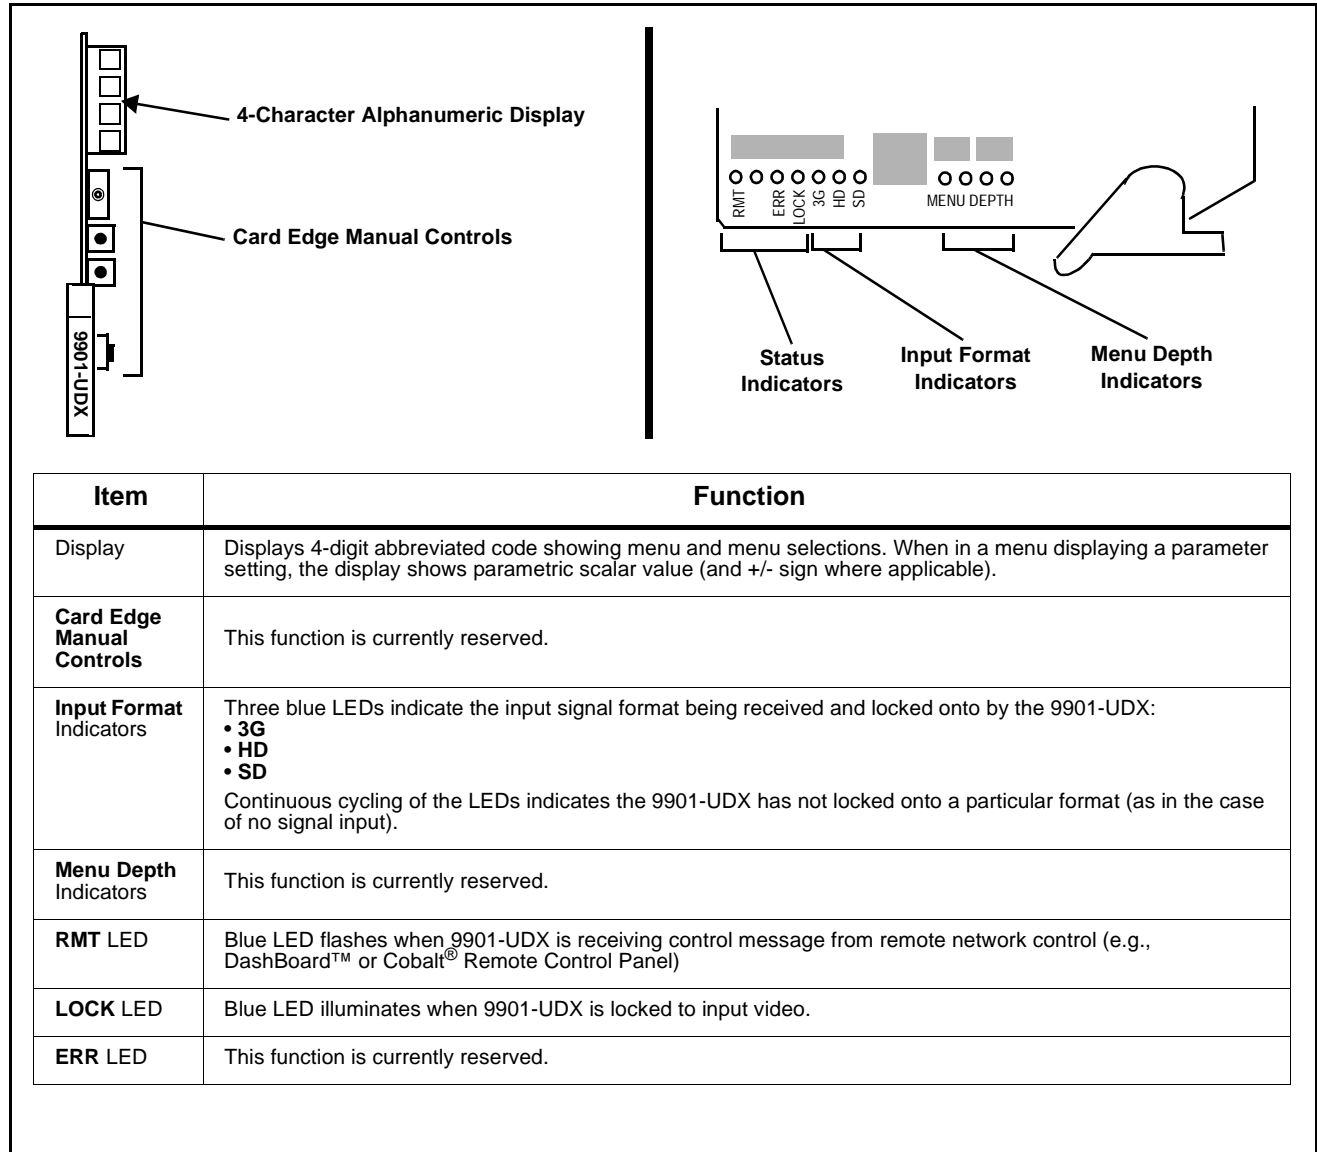 4-Character Alphanumeric Display
Card Edge Manual Controls
9901-UDX
RMT
ERR
LOCK
3G
HD
SD
MENU DEPTH
Status
Indicators
Input Format
Indicators
Menu Depth
Indicators
Item
Function
Display
Displays 4-digit abbreviated code showing menu and menu selections. When in a menu displaying a parameter
setting, the display shows parametric scalar value (and +/- sign where applicable).
Card Edge
Manual
Controls
This function is currently reserved.
Input Format
Indicators
Three blue LEDs indicate the input signal format being received and locked onto by the 9901-UDX:
• 3G
• HD
• SD
Continuous cycling of the LEDs indicates the 9901-UDX has not locked onto a particular format (as in the case
of no signal input).
Menu Depth
Indicators
This function is currently reserved.
RMT LED
Blue LED flashes when 9901-UDX is receiving control message from remote network control (e.g.,
DashBoard™ or Cobalt® Remote Control Panel)
LOCK LED
Blue LED illuminates when 9901-UDX is locked to input video.
ERR LED
This function is currently reserved.